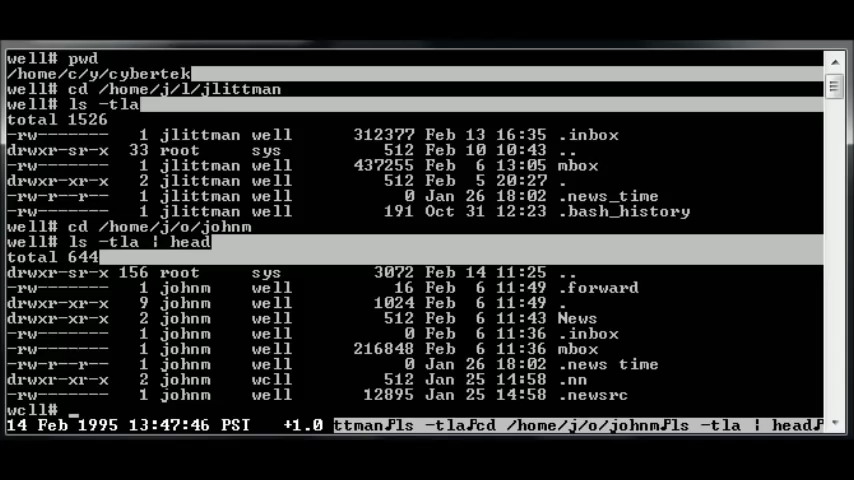 well# pwd
/home/c/y/cybertek
well# cd /home/j/l/jlittman
well# ls -tla
total 1526
-rw------- 1 jlittman well 312377 Feb 13 16:35 .inbox
drwxr-sr-x 33 root sys 512 Feb 10 10:43 ..
-rw------- 1 jlittman well 437255 Feb 6 13:05 mbox
drwxr-xr-x 2 jlittman well 512 Feb 5 20:27 .
-rw-r--r-- 1 jlittman well 0 Jan 26 18:02 .news_time
-rw------- 1 jlittman well 191 Oct 31 12:23 .bash_history
well# cd /home/j/o/johnm
well# ls -tla | head
total 644
drwxr-sr-x 156 root sys 3072 Feb 14 11:25 ..
-rw------- 1 johnm well 16 Feb 6 11:49 .forward
drwxr-xr-x 9 johnm well 1024 Feb 6 11:49 .
drwxr-xr-x 2 johnm well 512 Feb 6 11:43 News
-rw------- 1 johnm well 0 Feb 6 11:36 .inbox
-rw------- 1 johnm well 216848 Feb 6 11:36 mbox
-rw-r--r-- 1 johnm well 0 Jan 26 18:02 .news time
drwxr-xr-x 2 johnm wcll 512 Jan 25 14:58 .nn
-rw------- 1 johnm well 12895 Jan 25 14:58 .newsrc
wcll# _
14 Feb 1995 13:47:46 PSI +1.0 ttman♪ls -tla♪cd /home/j/o/johnm♪ls -tla | head♪